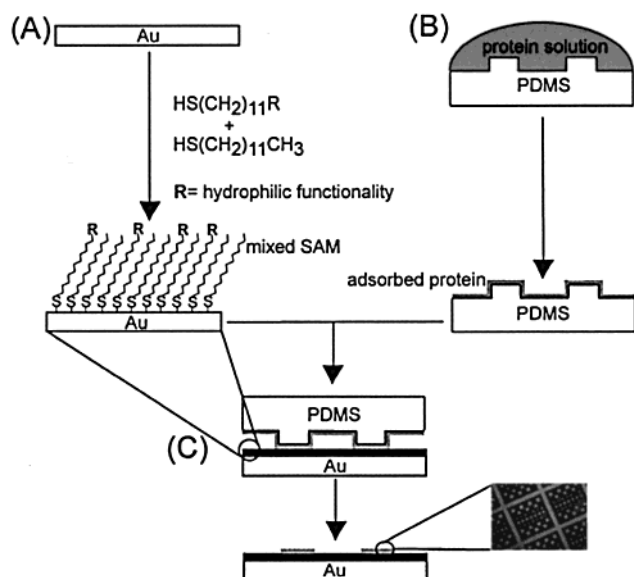 (A)
Au
HS(CH2)11R
+
HS(CH2)11CH3
R= hydrophilic functionality
R R R R
mixed SAM
S S S S S S S S S S
Au
(B)
protein solution
PDMS
adsorbed protein
PDMS
PDMS
(C)
Au
Au